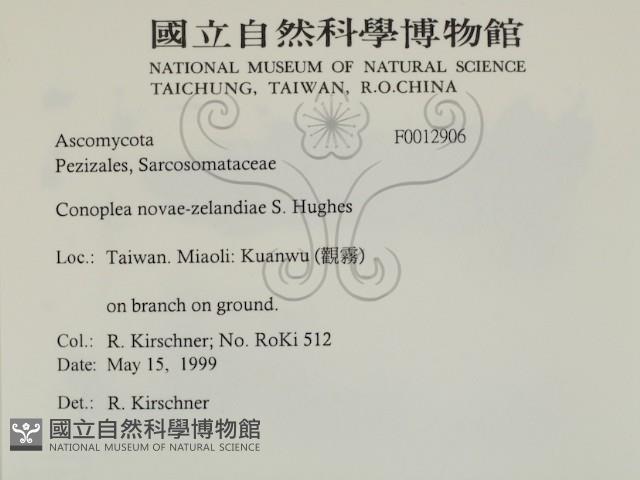 國立自然科學博物館
NATIONAL MUSEUM OF NATURAL SCIENCE
TAICHUNG, TAIWAN, R.O.CHINA
Ascomycota F0012906
Pezizales, Sarcosomataceae
Conoplea novae-zelandiae S. Hughes
Loc.: Taiwan. Miaoli: Kuanwu (觀霧)
on branch on ground.
Col.: R. Kirschner; No. RoKi 512
Date: May 15, 1999
Det.: R. Kirschner
國立自然科學博物館
NATIONAL MUSEUM OF NATURAL SCIENCE